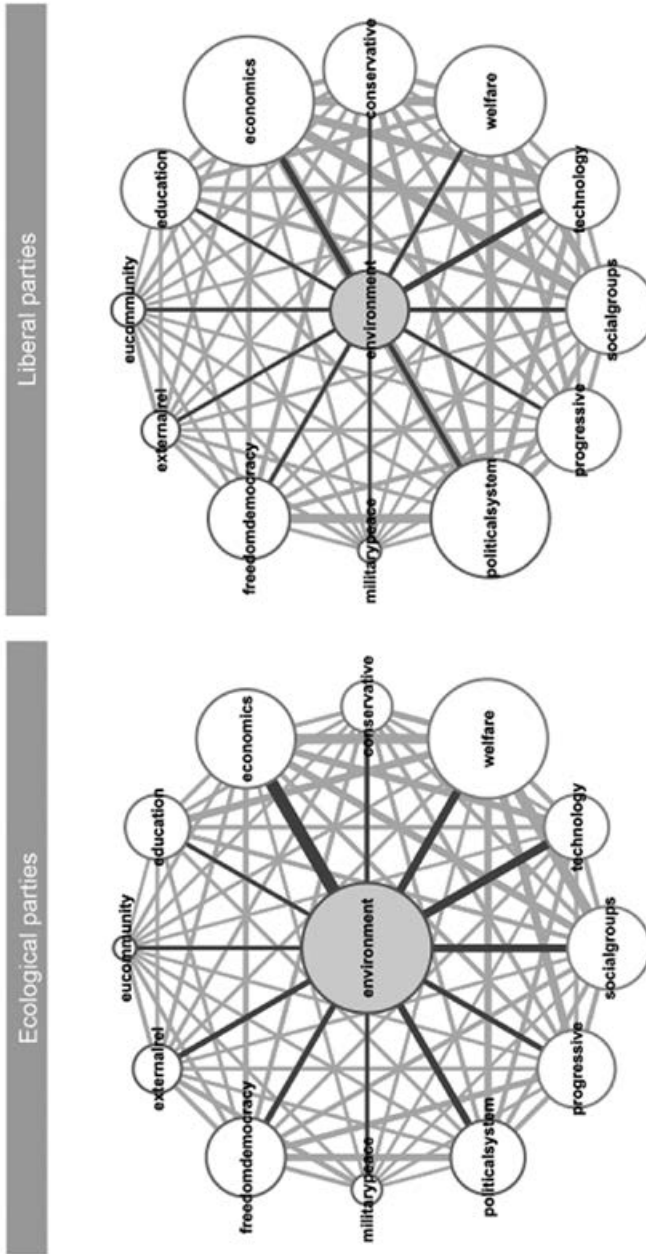 Ecological parties
eucommunity
externalrel
education
freedomdemocracy
economics
militarypeace
environment
conservative
politicalsystem
welfare
progressive
technology
socialgroups
Liberal parties
eucommunity
externalrel
education
freedomdemocracy
economics
militarypeace
environment
conservative
politicalsystem
welfare
progressive
technology
socialgroups